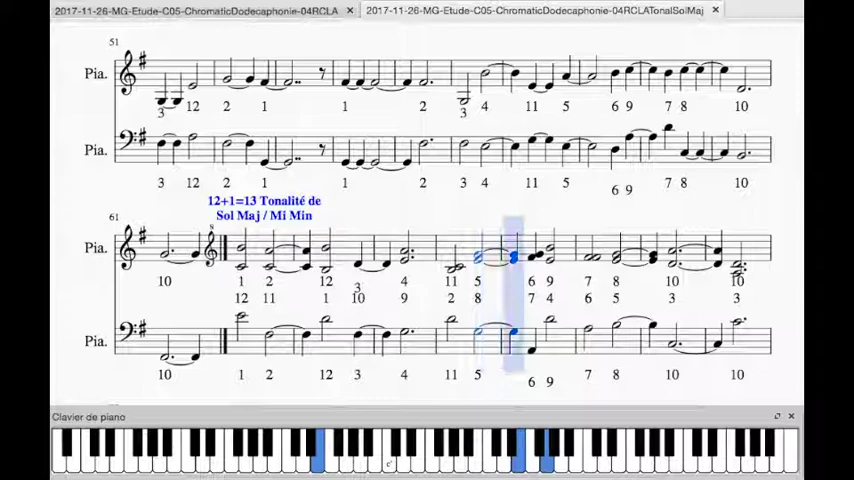 2017-11-26-MG-Etude-C05-ChromaticDodecaphonie-04RCLA × 2017-11-26-MG-Etude-C05-ChromaticDodecaphonie-04RCLATonalSolMaj ×
51
Pia.
3 12 2 1 1 2 3 4 11 5 6 9 7 8 10
Pia.
3 12 2 1 1 2 3 4 11 5 6 9 7 8 10
12+1=13 Tonalité de
Sol Maj / Mi Min
61
8
Pia.
10 1 2 12 3 4 11 5 6 9 7 8 10 10
12 11 1 10 9 2 8 7 4 6 5 3 3
Pia.
10 1 2 12 3 4 11 5 6 9 7 8 10 10
Clavier de piano
c'